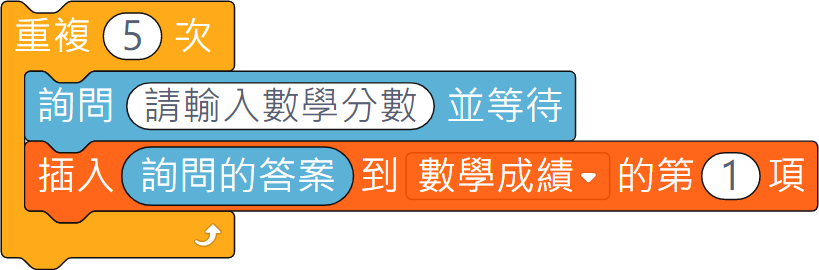 重複 5 次
詢問 請輸入數學分數 並等待
插入 詢問的答案 到 數學成績 的第 1 項